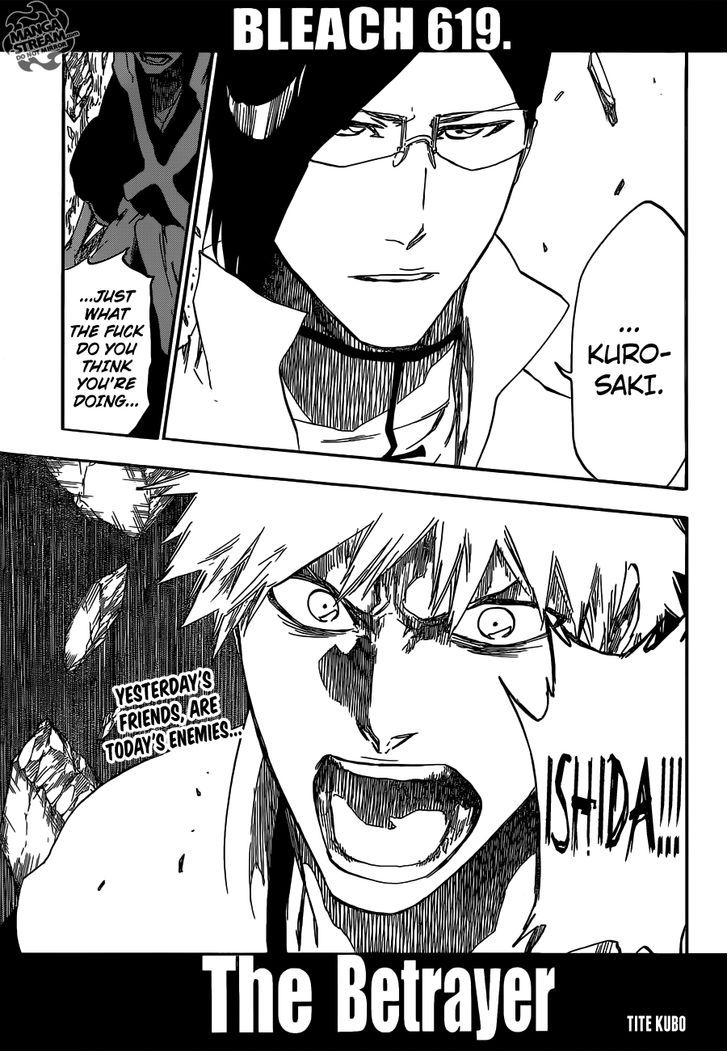 BLEACH 619.
MANGA
STREAM
.COM
DO NOT MIRROR
...
KURO-
SAKI.
...JUST
WHAT
THE FUCK
DO YOU
THINK
YOU'RE
DOING...
YESTERDAY'S
FRIENDS, ARE
TODAY'S ENEMIES...
ISHIDA!!!
The Betrayer
TITE KUBO